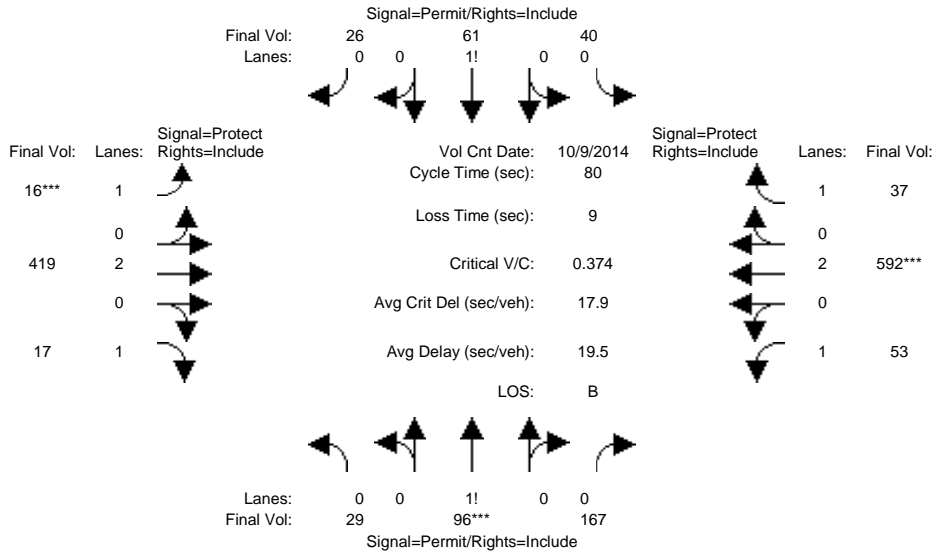 Signal=Permit/Rights=Include
Final Vol: 26 61 40
Lanes: 0 0 1! 0 0
Signal=Protect Signal=Protect
Final Vol: Lanes: Rights=Include Vol Cnt Date: 10/9/2014 Rights=Include Lanes: Final Vol:
Cycle Time (sec): 80
16*** 1 1 37
Loss Time (sec): 9
0 0
419 2 Critical V/C: 0.374 2 592***
0 Avg Crit Del (sec/veh): 17.9 0
17 1 Avg Delay (sec/veh): 19.5 1 53
LOS: B
Lanes: 0 0 1! 0 0
Final Vol: 29 96*** 167
Signal=Permit/Rights=Include